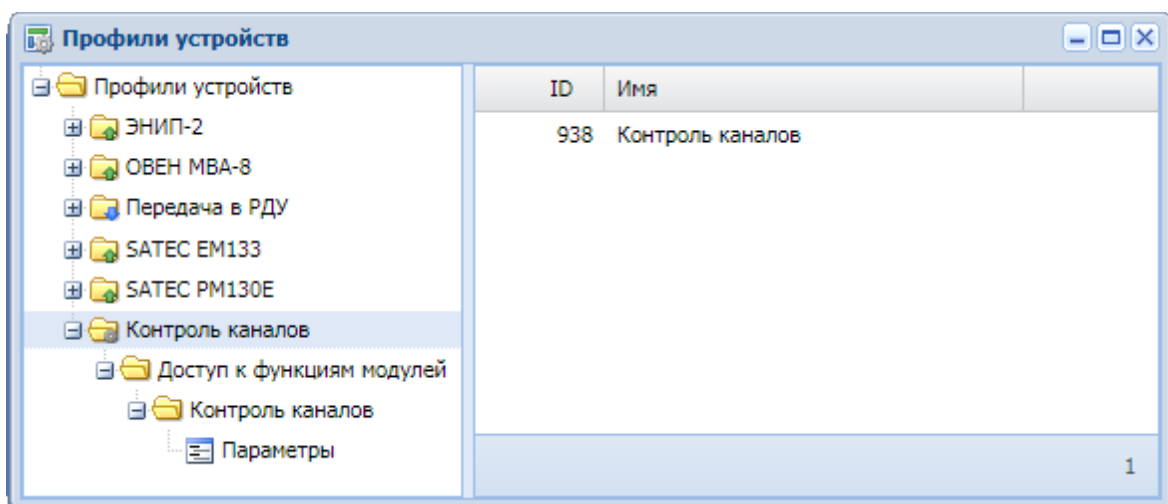 Профили устройств
Профили устройств
ЭНИП-2
ОВЕН МВА-8
Передача в РДУ
SATEC EM133
SATEC PM130E
Контроль каналов
Доступ к функциям модулей
Контроль каналов
Параметры
ID Имя
938 Контроль каналов
1